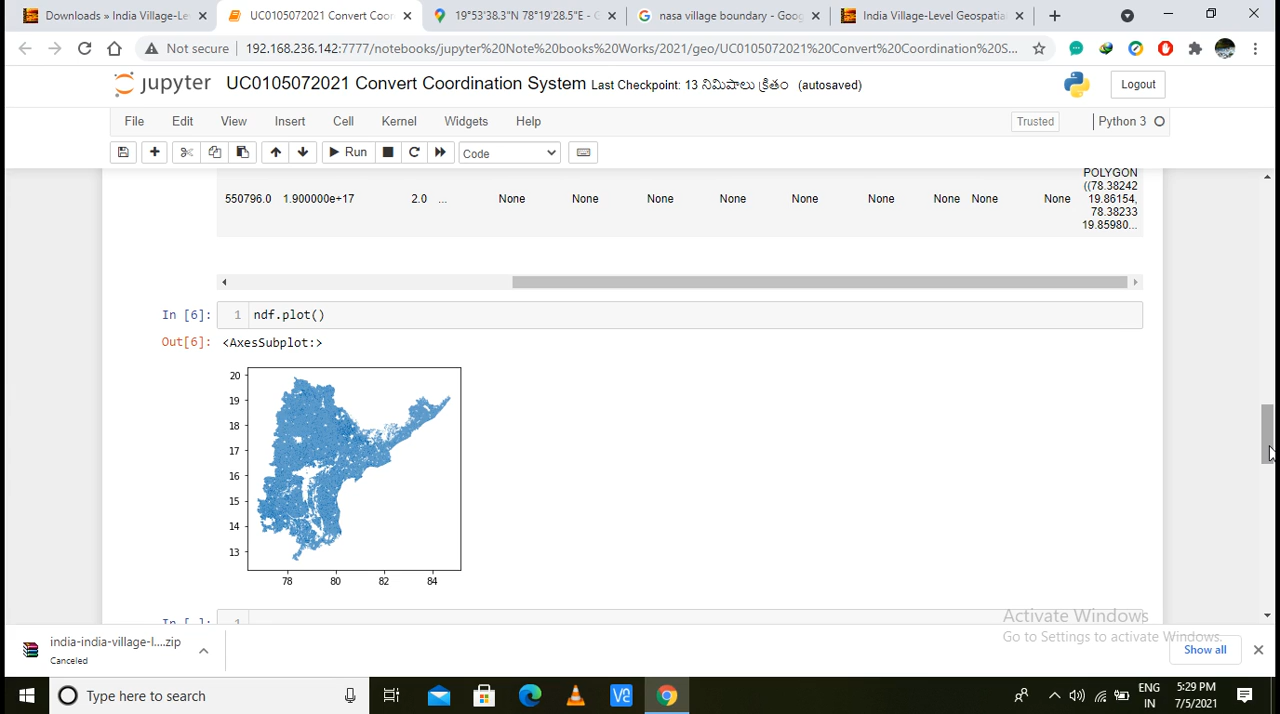 Downloads » India Village-Le
UC0105072021 Convert Coor
19°53'38.3"N 78°19'28.5"E - G
nasa village boundary - Goog
India Village-Level Geospatia
Not secure | 192.168.236.142:7777/notebooks/jupyter%20Note%20books%20Works/2021/geo/UC0105072021%20Convert%20Coordination%20S...
jupyter UC0105072021 Convert Coordination System Last Checkpoint: 13 నిమిషాలు క్రితం (autosaved)
Logout
File Edit View Insert Cell Kernel Widgets Help
Trusted
Python 3
Run
Code
POLYGON
((78.38242
550796.0 1.900000e+17 2.0 ... None None None None None None None None None 19.86154,
78.38233
19.85980...
In [6]: 1 ndf.plot()
Out[6]: <AxesSubplot:>
20
19
18
17
16
15
14
13
78 80 82 84
In [ ]: 1
Activate Windows
Go to Settings to activate Windows.
india-india-village-l....zip
Canceled
Show all
Type here to search
ENG
IN
5:29 PM
7/5/2021